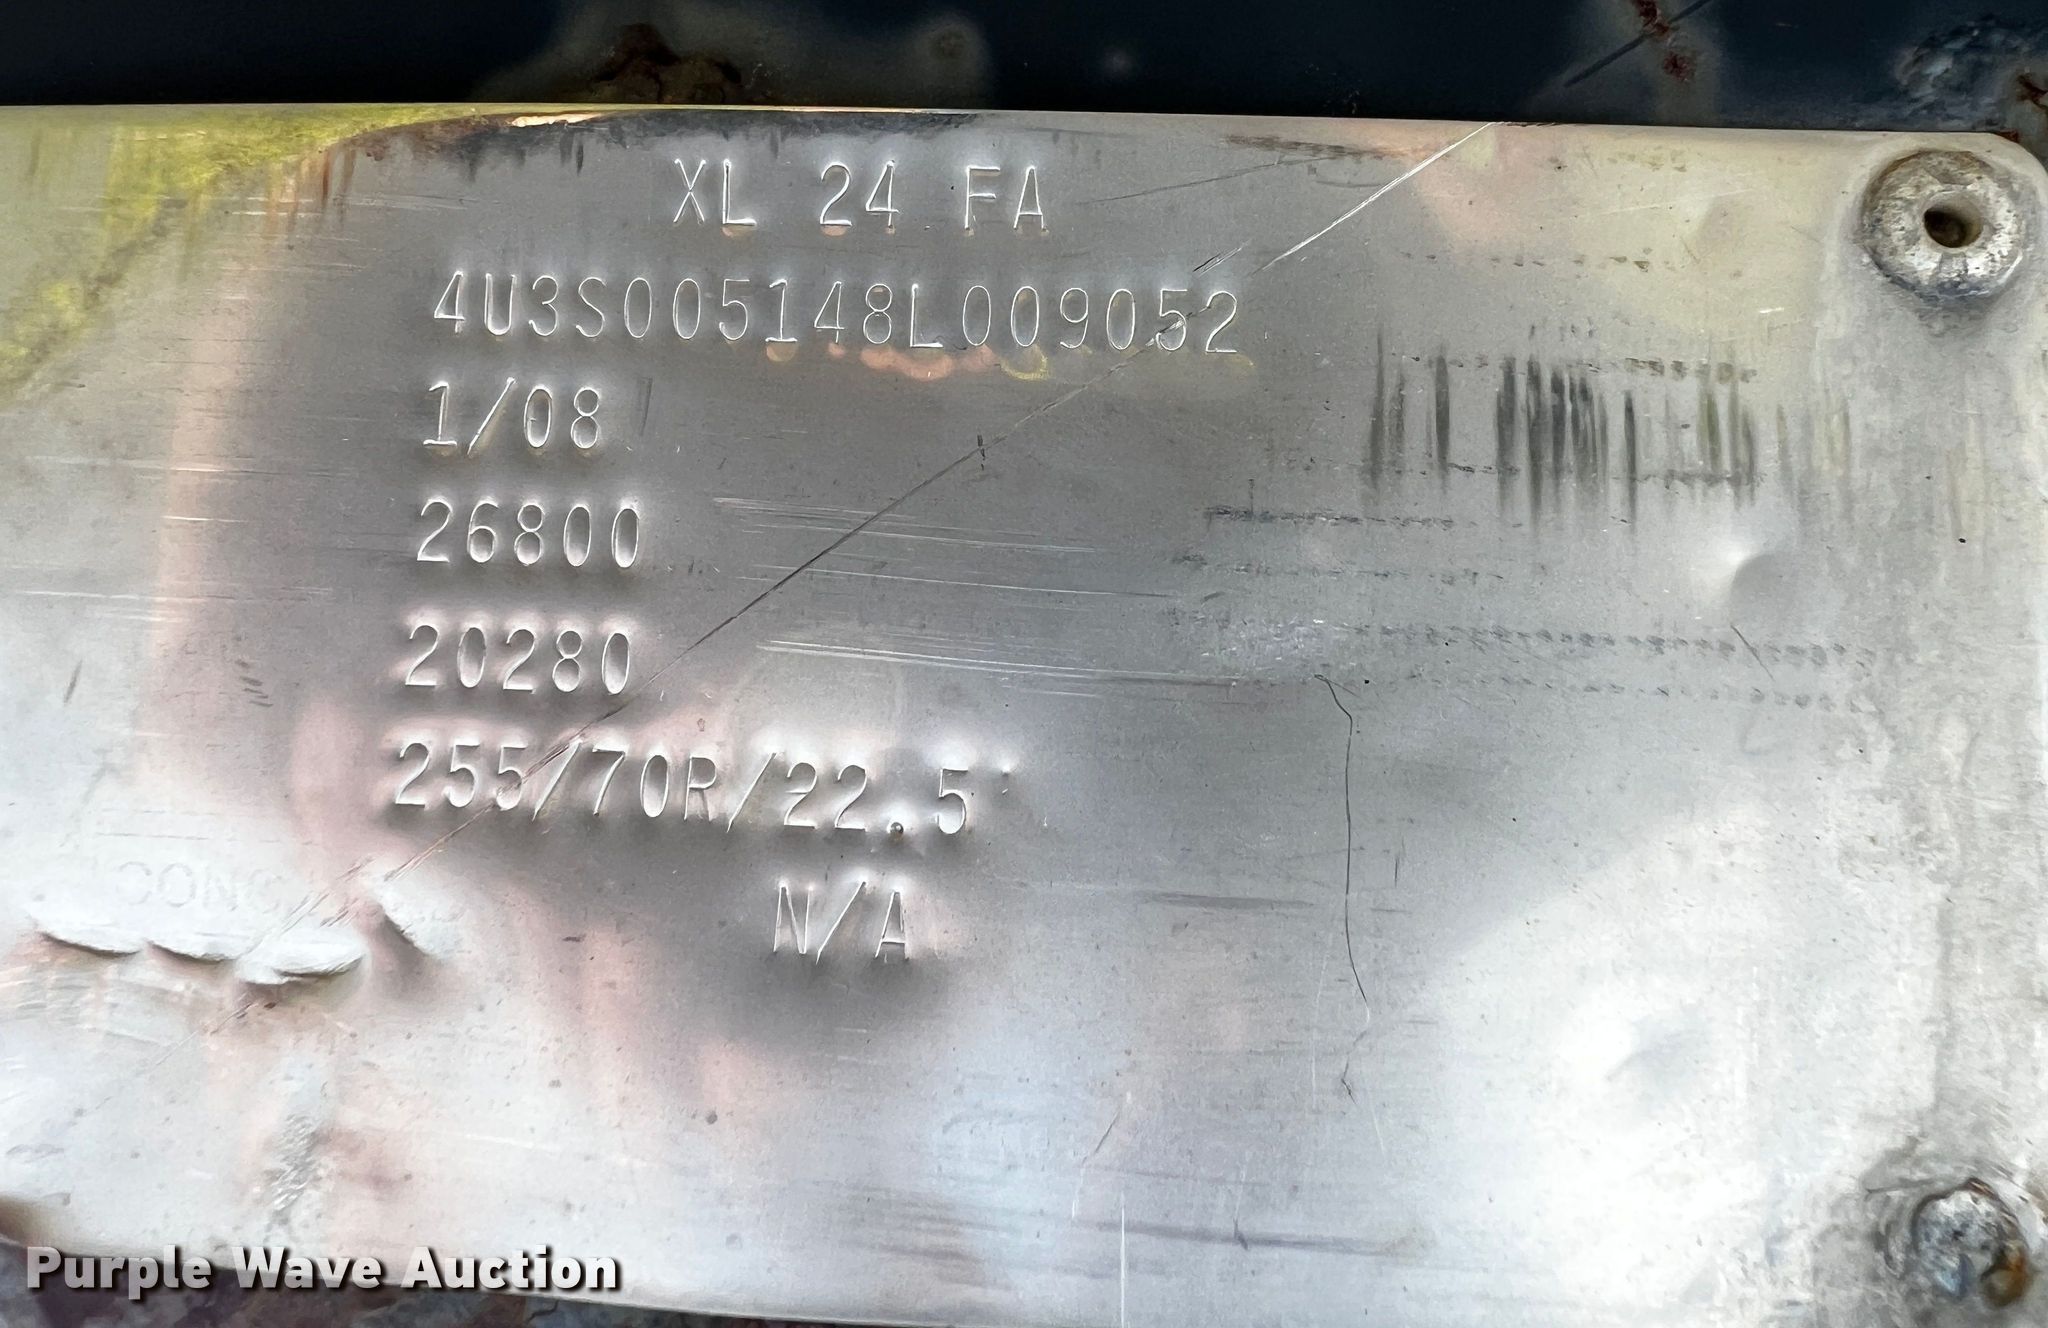 XL 24 FA
4U3S005148L009052
1/08
26800
20280
255/70R/22.5
N/A
Purple Wave Auction